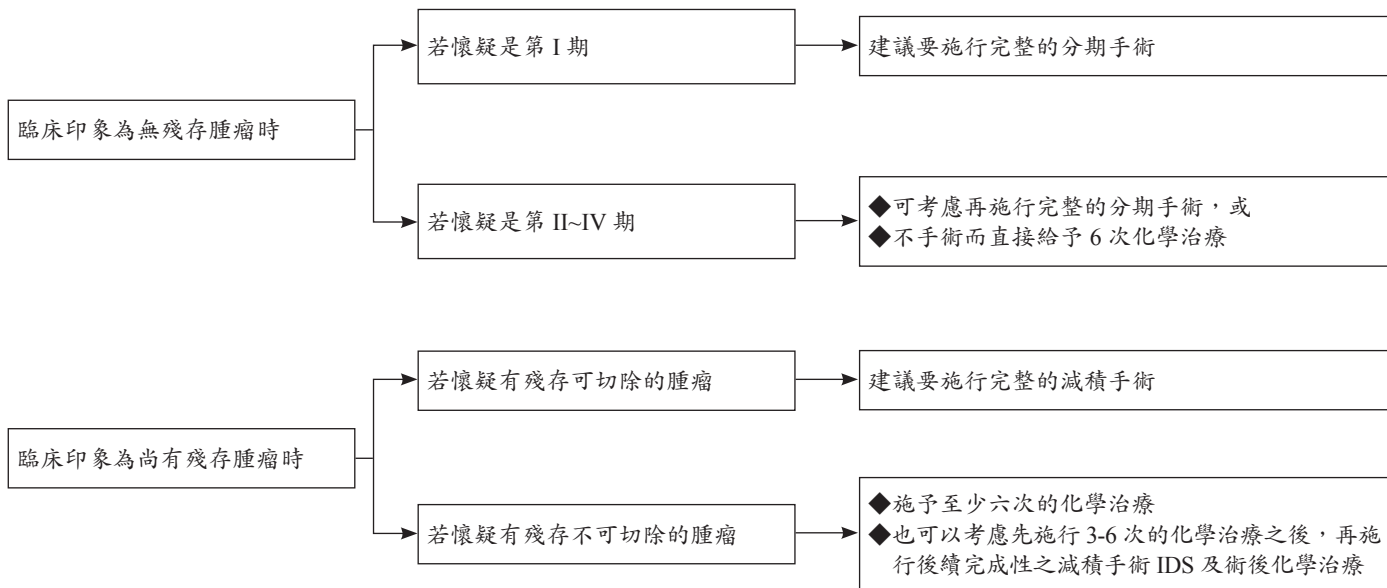 若懷疑是第 I 期
建議要施行完整的分期手術
臨床印象為無殘存腫瘤時
若懷疑是第 II~IV 期
◆可考慮再施行完整的分期手術，或
◆不手術而直接給予 6 次化學治療
若懷疑有殘存可切除的腫瘤
建議要施行完整的減積手術
臨床印象為尚有殘存腫瘤時
若懷疑有殘存不可切除的腫瘤
◆施予至少六次的化學治療
◆也可以考慮先施行 3-6 次的化學治療之後，再施
行後續完成性之減積手術 IDS 及術後化學治療